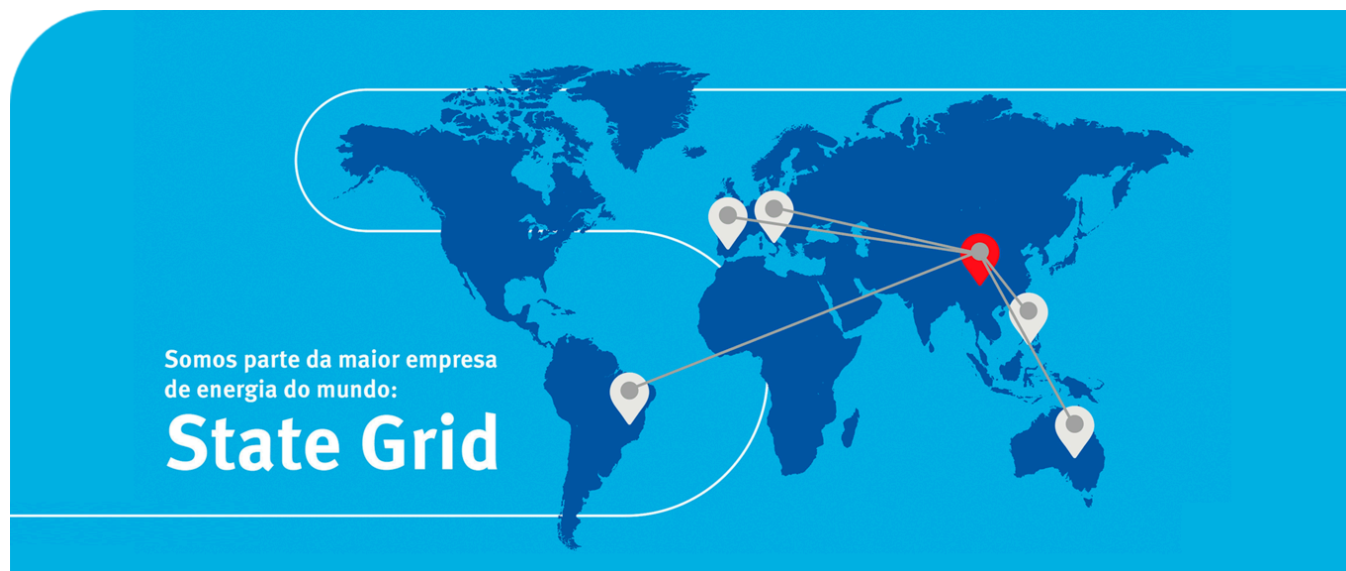 Somos parte da maior empresa
de energia do mundo:
State Grid